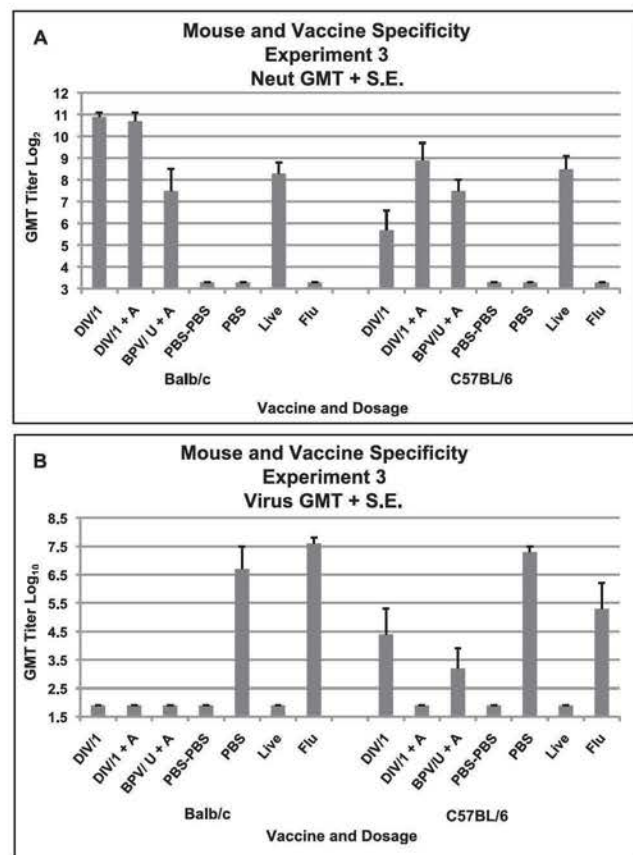 A
Mouse and Vaccine Specificity
Experiment 3
Neut GMT + S.E.
GMT Titer Log2
12
11
10
9
8
7
6
5
4
3
DIV/1
DIV/1 + A
BPV/ U + A
PBS-PBS
PBS
Live
Flu
DIV/1
DIV/1 + A
BPV/U + A
PBS-PBS
PBS
Live
Flu
Balb/c C57BL/6
Vaccine and Dosage
B
Mouse and Vaccine Specificity
Experiment 3
Virus GMT + S.E.
GMT Titer Log10
8.5
7.5
6.5
5.5
4.5
3.5
2.5
1.5
DIV/1
DIV/1 + A
BPV/ U + A
PBS-PBS
PBS
Live
Flu
DIV/1
DIV/1 + A
BPV/U + A
PBS-PBS
PBS
Live
Flu
Balb/c C57BL/6
Vaccine and Dosage